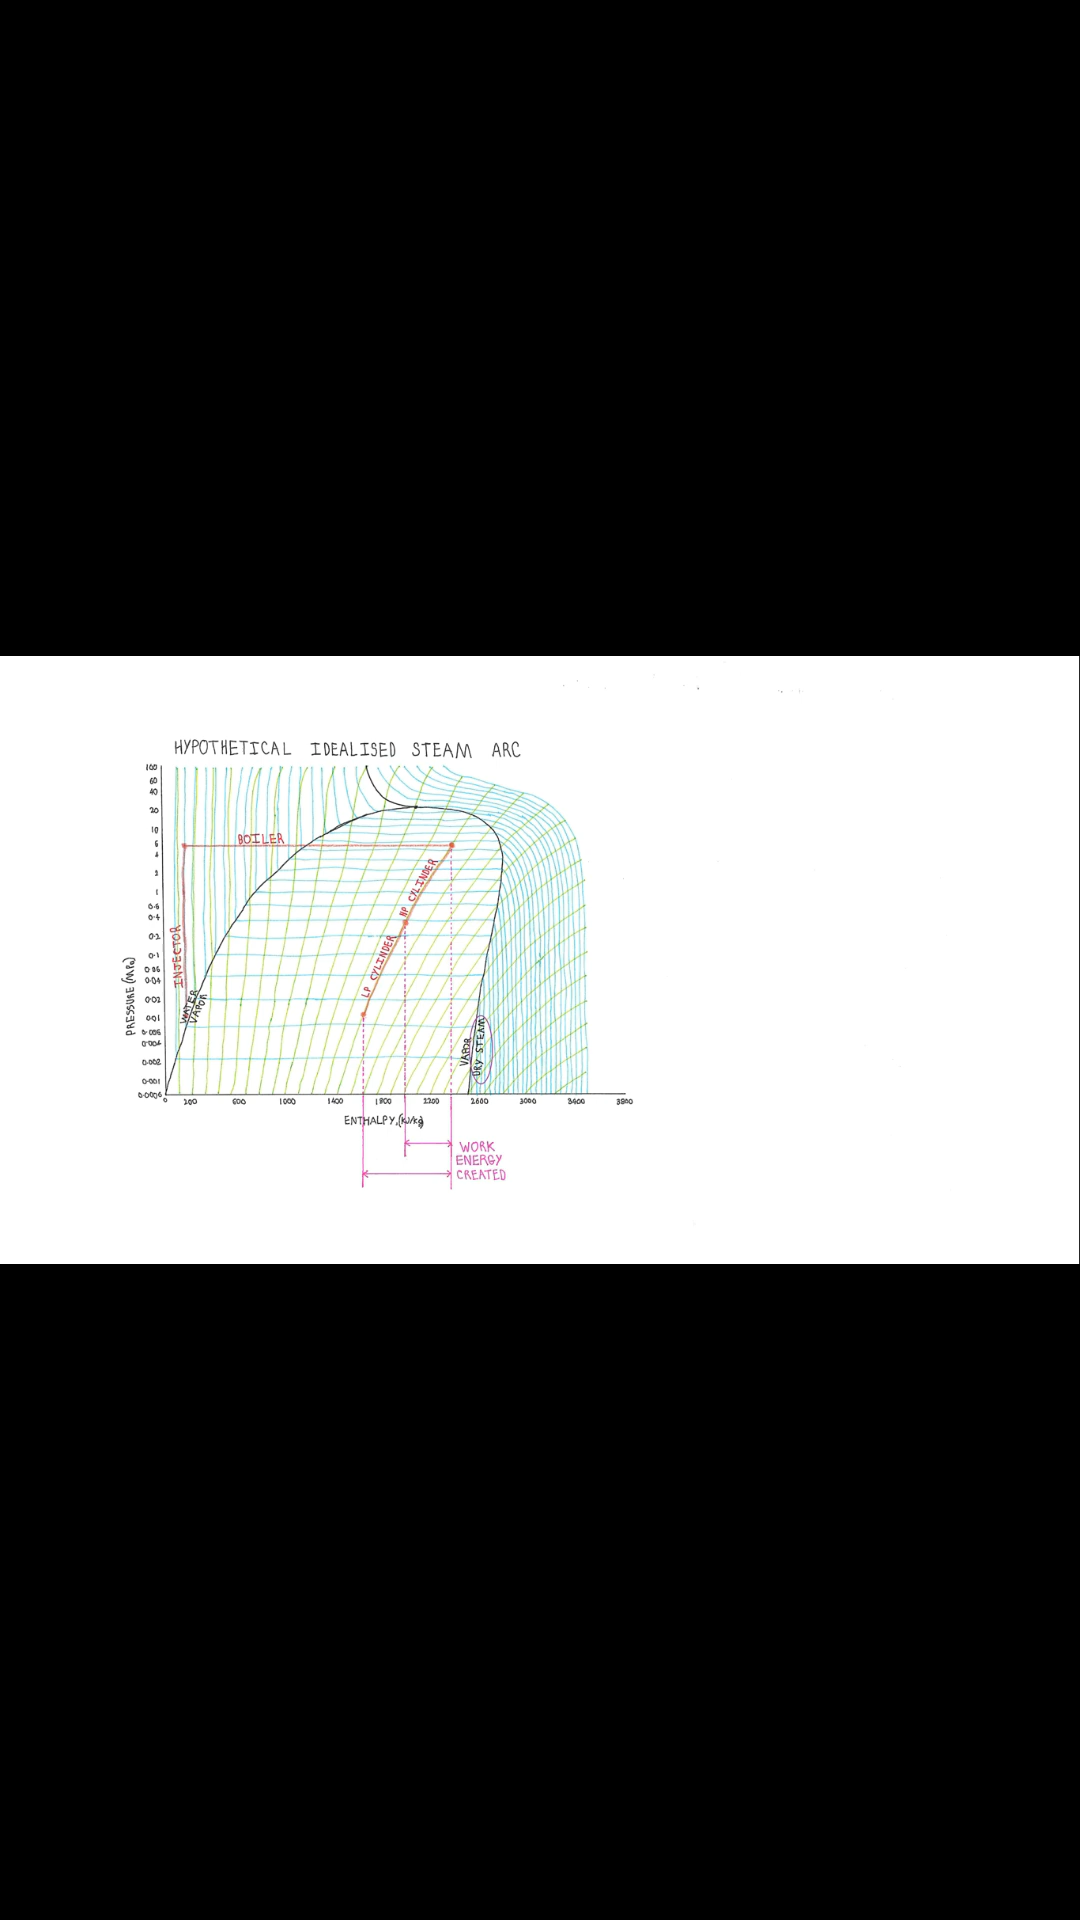 HYPOTHETICAL IDEALISED STEAM ARC
100
60
40
20
10
6
4
2
1
0.6
0.4
0.2
0.1
0.06
0.04
0.02
0.01
0.006
0.004
0.002
0.001
0.0006
PRESSURE (MPa)
BOILER
INJECTOR
HP CYLINDER
LP CYLINDER
WATER
VAPOR
VAPOR
DRY STEAM
0 200 600 1000 1400 1800 2200 2600 3000 3400 3800
ENTHALPY, (kJ/kg)
WORK
ENERGY
CREATED